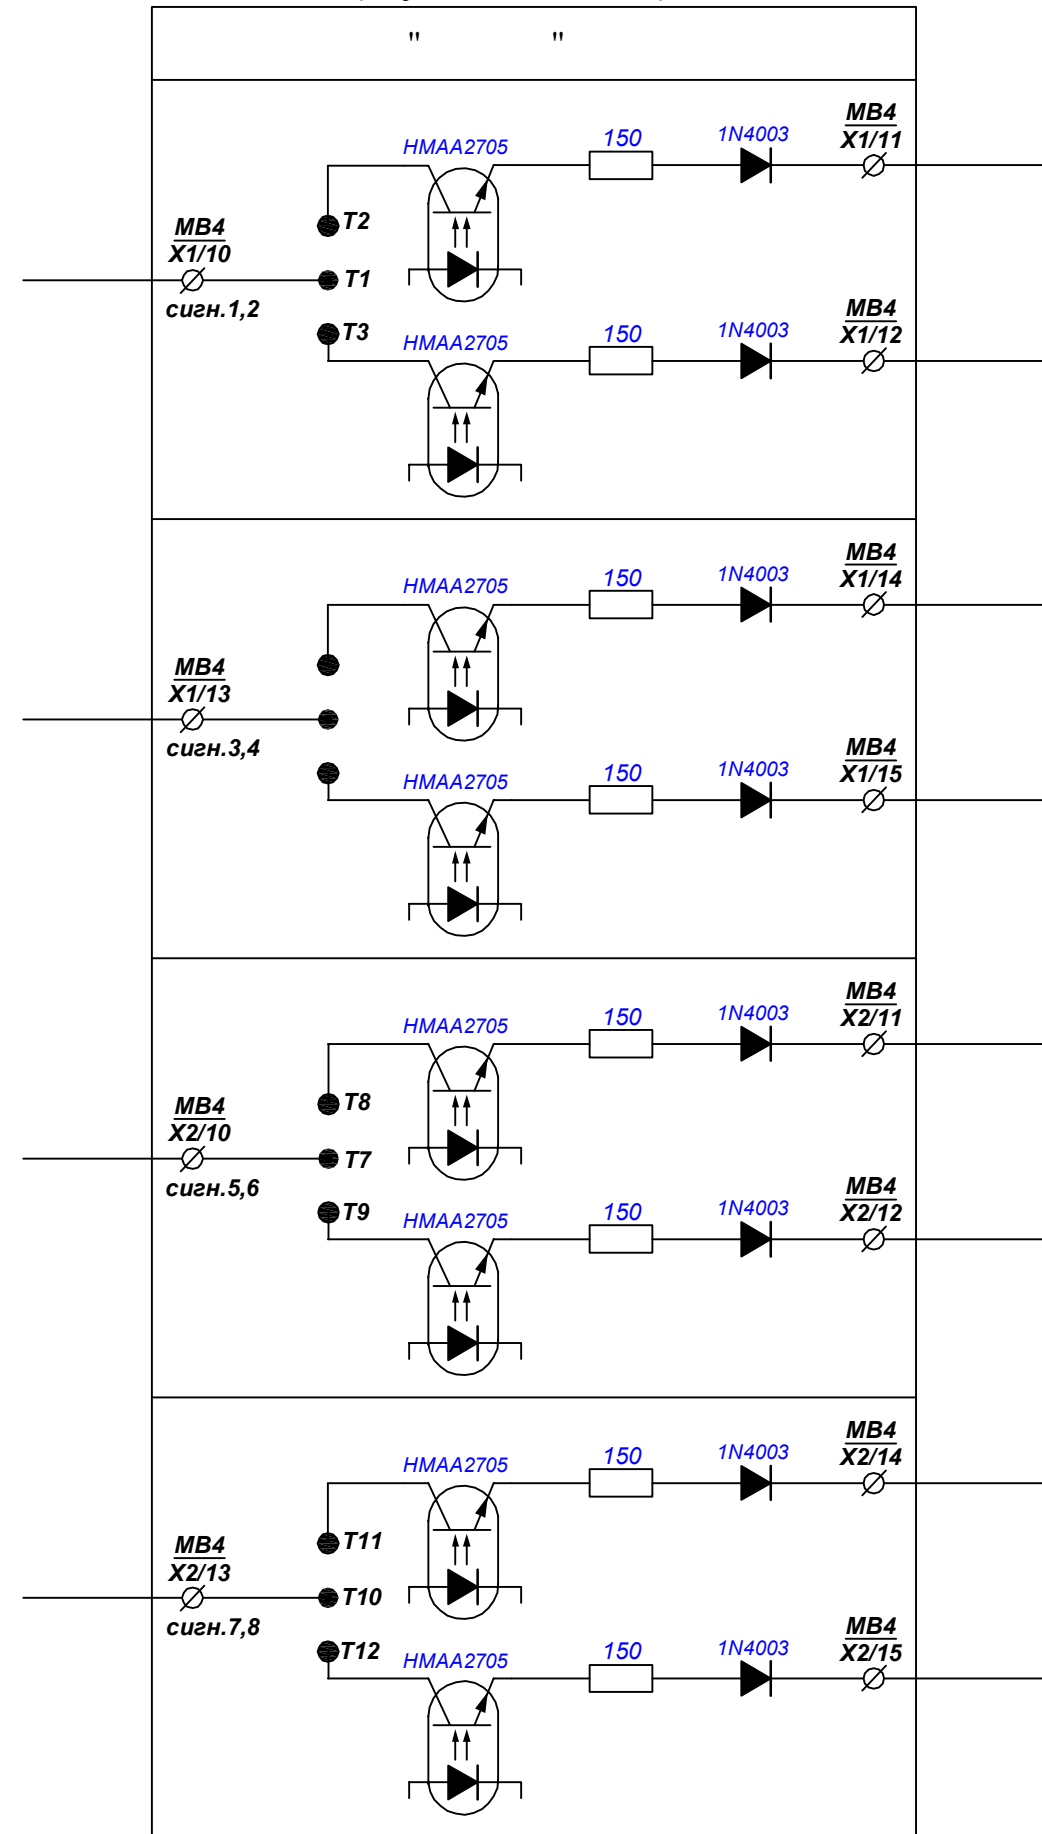 " "
HMAA2705 150 1N4003 MB4
X1/11
T2
MB4
X1/10
T1
сигн.1,2
T3
HMAA2705 150 1N4003 MB4
X1/12
HMAA2705 150 1N4003 MB4
X1/14
MB4
X1/13
сигн.3,4
HMAA2705 150 1N4003 MB4
X1/15
HMAA2705 150 1N4003 MB4
X2/11
T8
MB4
X2/10
T7
сигн.5,6
T9
HMAA2705 150 1N4003 MB4
X2/12
HMAA2705 150 1N4003 MB4
X2/14
T11
MB4
X2/13
T10
сигн.7,8
T12
HMAA2705 150 1N4003 MB4
X2/15